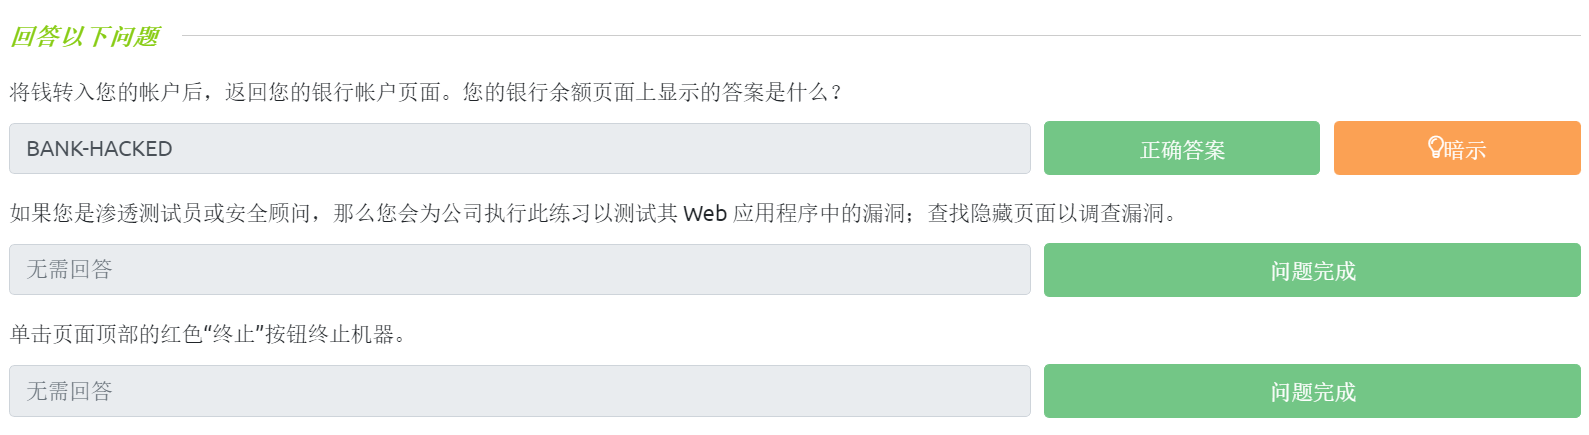 回答以下问题
将钱转入您的帐户后，返回您的银行帐户页面。您的银行余额页面上显示的答案是什么？
BANK-HACKED 正确答案 暗示
如果您是渗透测试员或安全顾问，那么您会为公司执行此练习以测试其 Web 应用程序中的漏洞；查找隐藏页面以调查漏洞。
无需回答 问题完成
单击页面顶部的红色“终止”按钮终止机器。
无需回答 问题完成